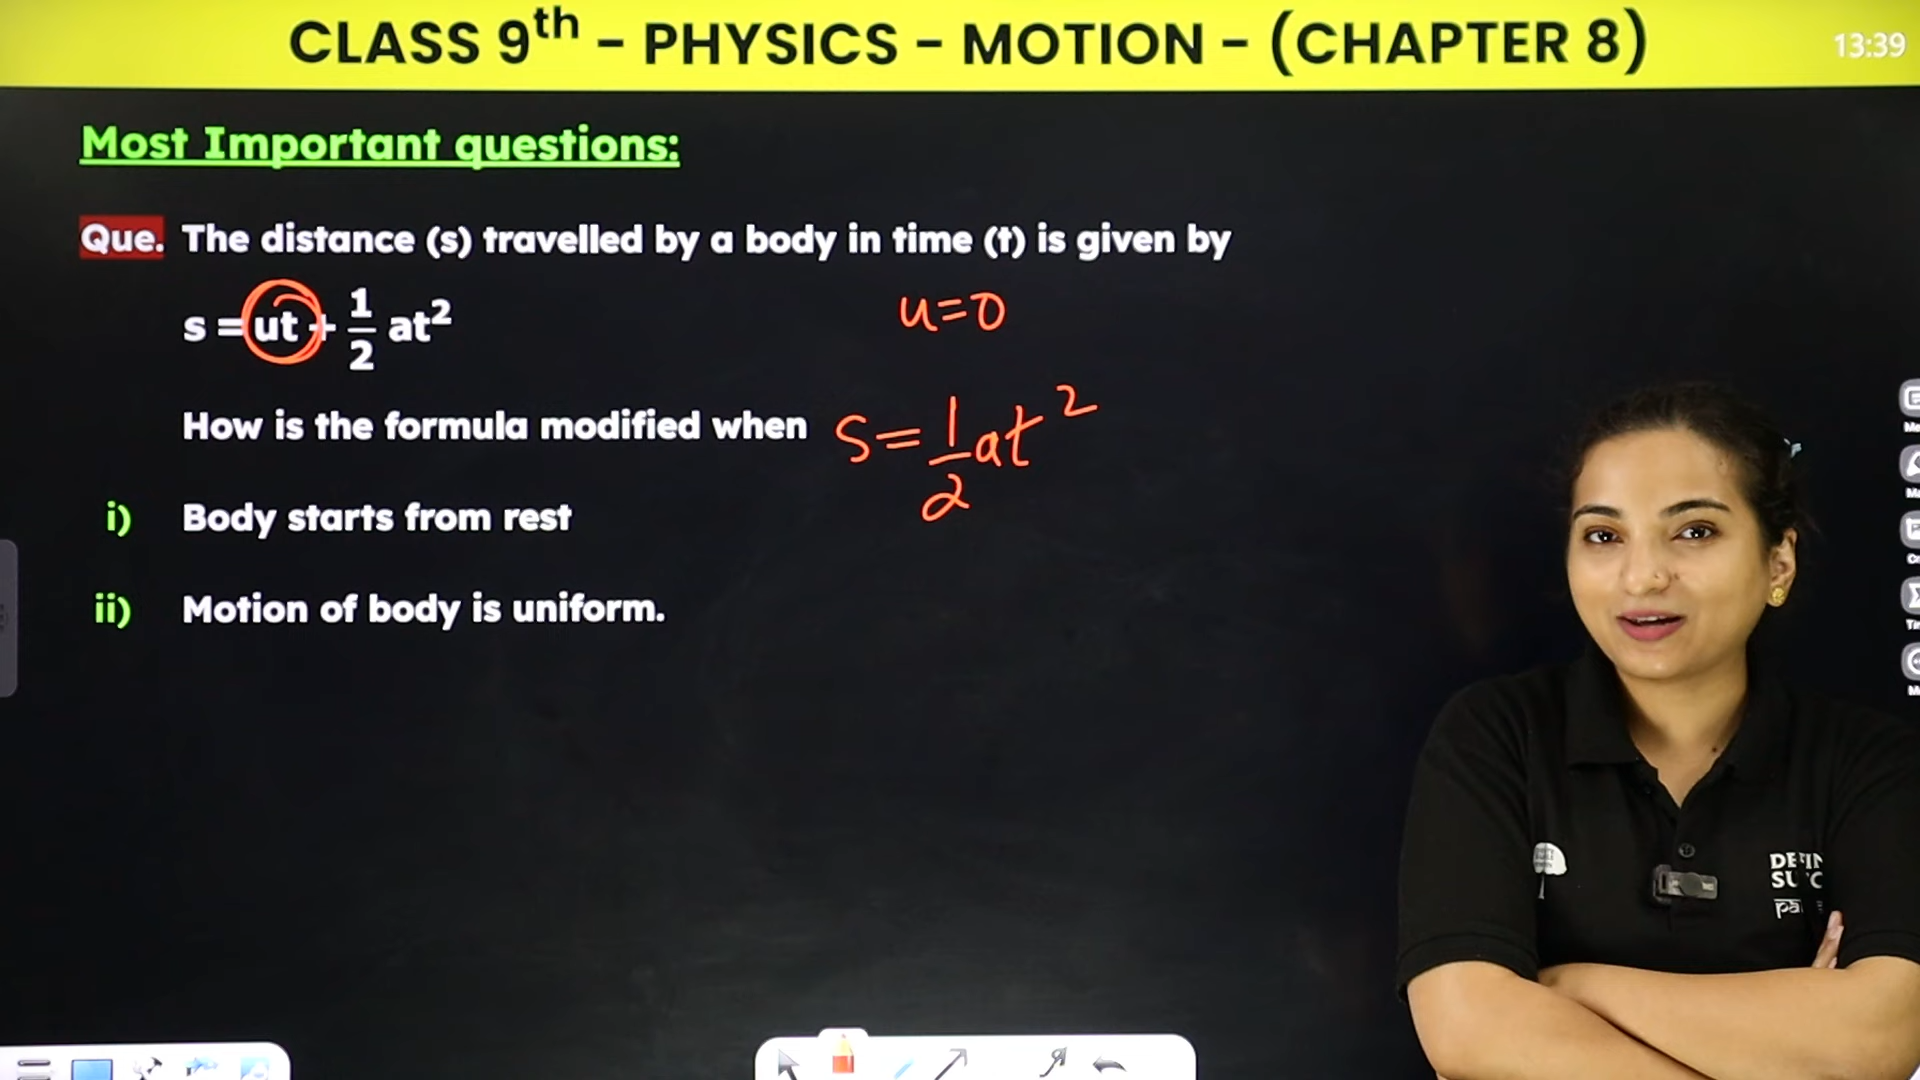 CLASS 9th - PHYSICS - MOTION - (CHAPTER 8)
13:39
Most Important questions:
Que. The distance (s) travelled by a body in time (t) is given by
s = ut + 1/2 at²
u=0
How is the formula modified when
S = 1/2 at²
i) Body starts from rest
ii) Motion of body is uniform.